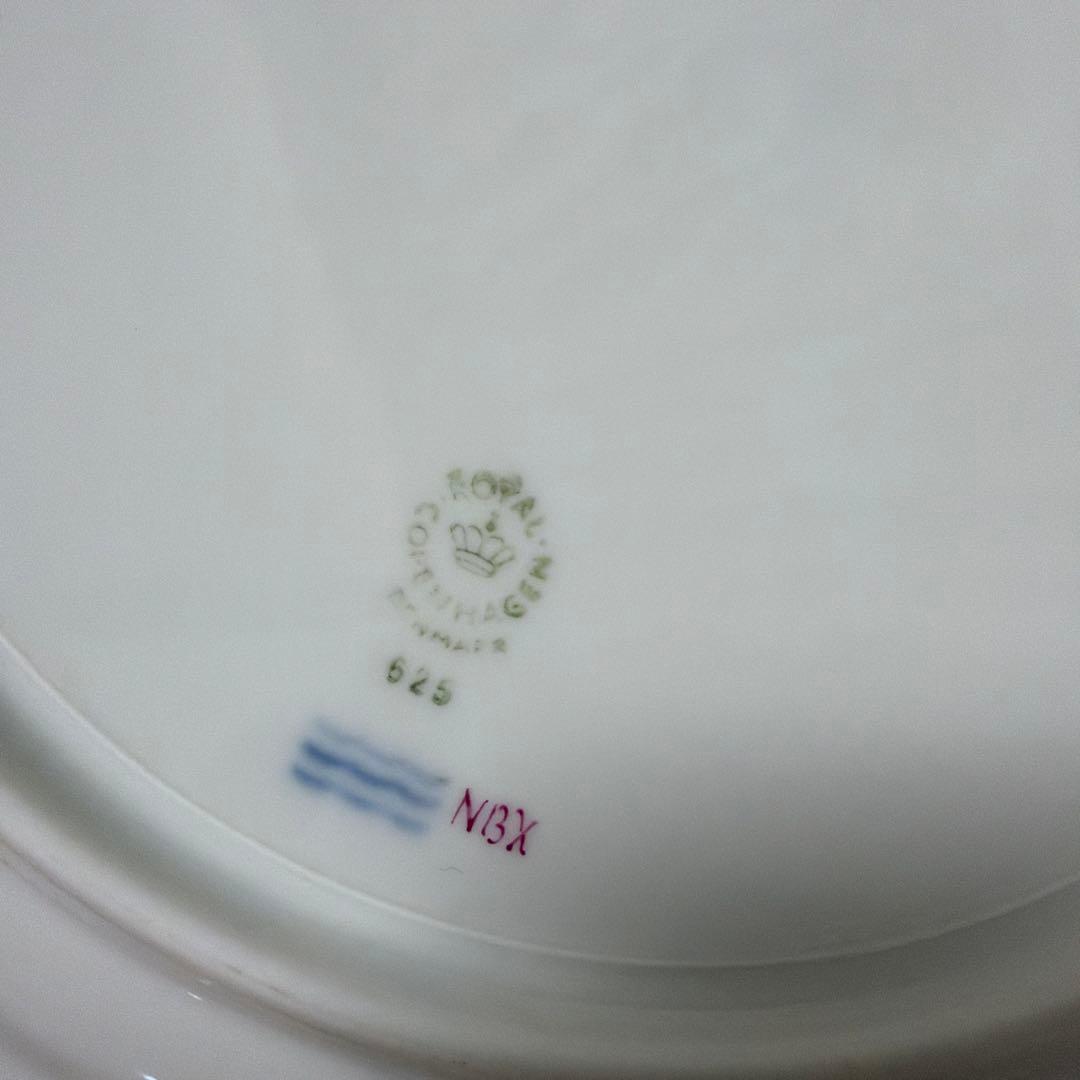 ROYAL
COPENHAGEN
DENMARK
625
NBX